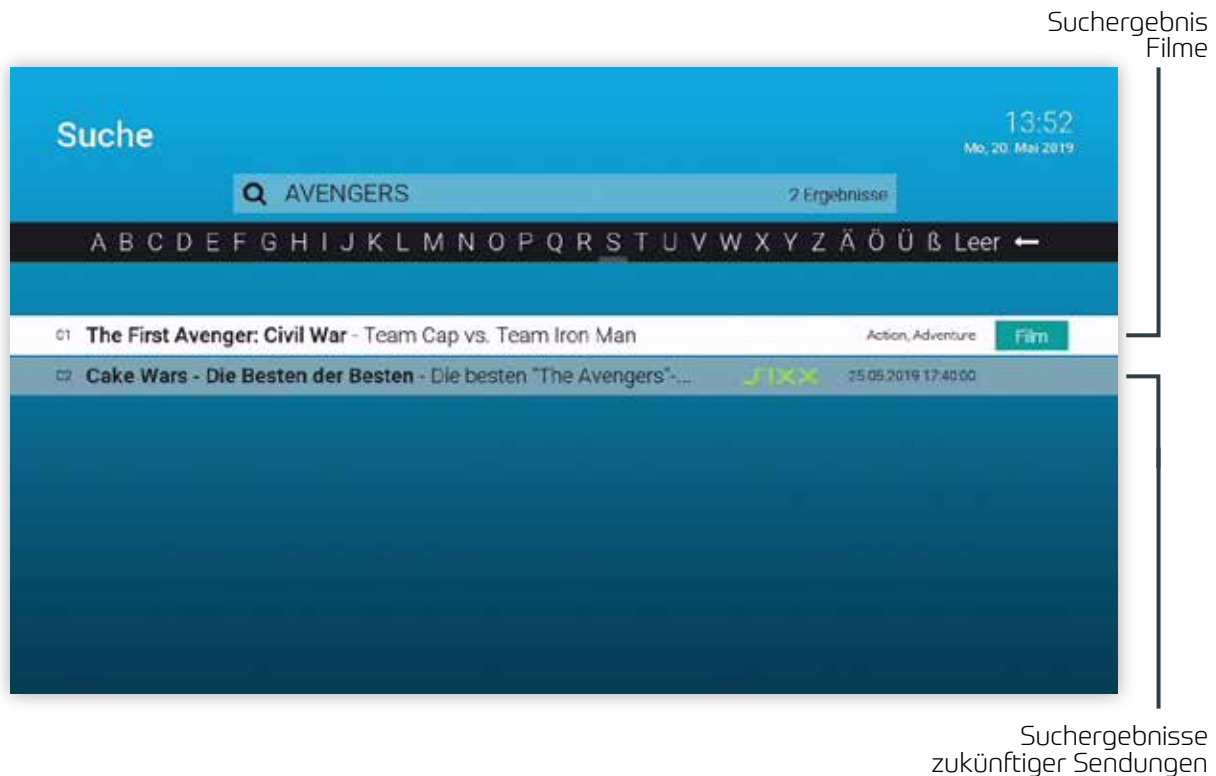 Suchergebnis
Filme
Suche
13:52
Mo, 20. Mai 2019
AVENGERS
2 Ergebnisse
A B C D E F G H I J K L M N O P Q R S T U V W X Y Z Ä Ö Ü ß Leer ←
01 The First Avenger: Civil War - Team Cap vs. Team Iron Man Action, Adventure Film
02 Cake Wars - Die Besten der Besten - Die besten "The Avengers"-... sixx 25.05.2019 17:40:00
Suchergebnisse
zukünftiger Sendungen